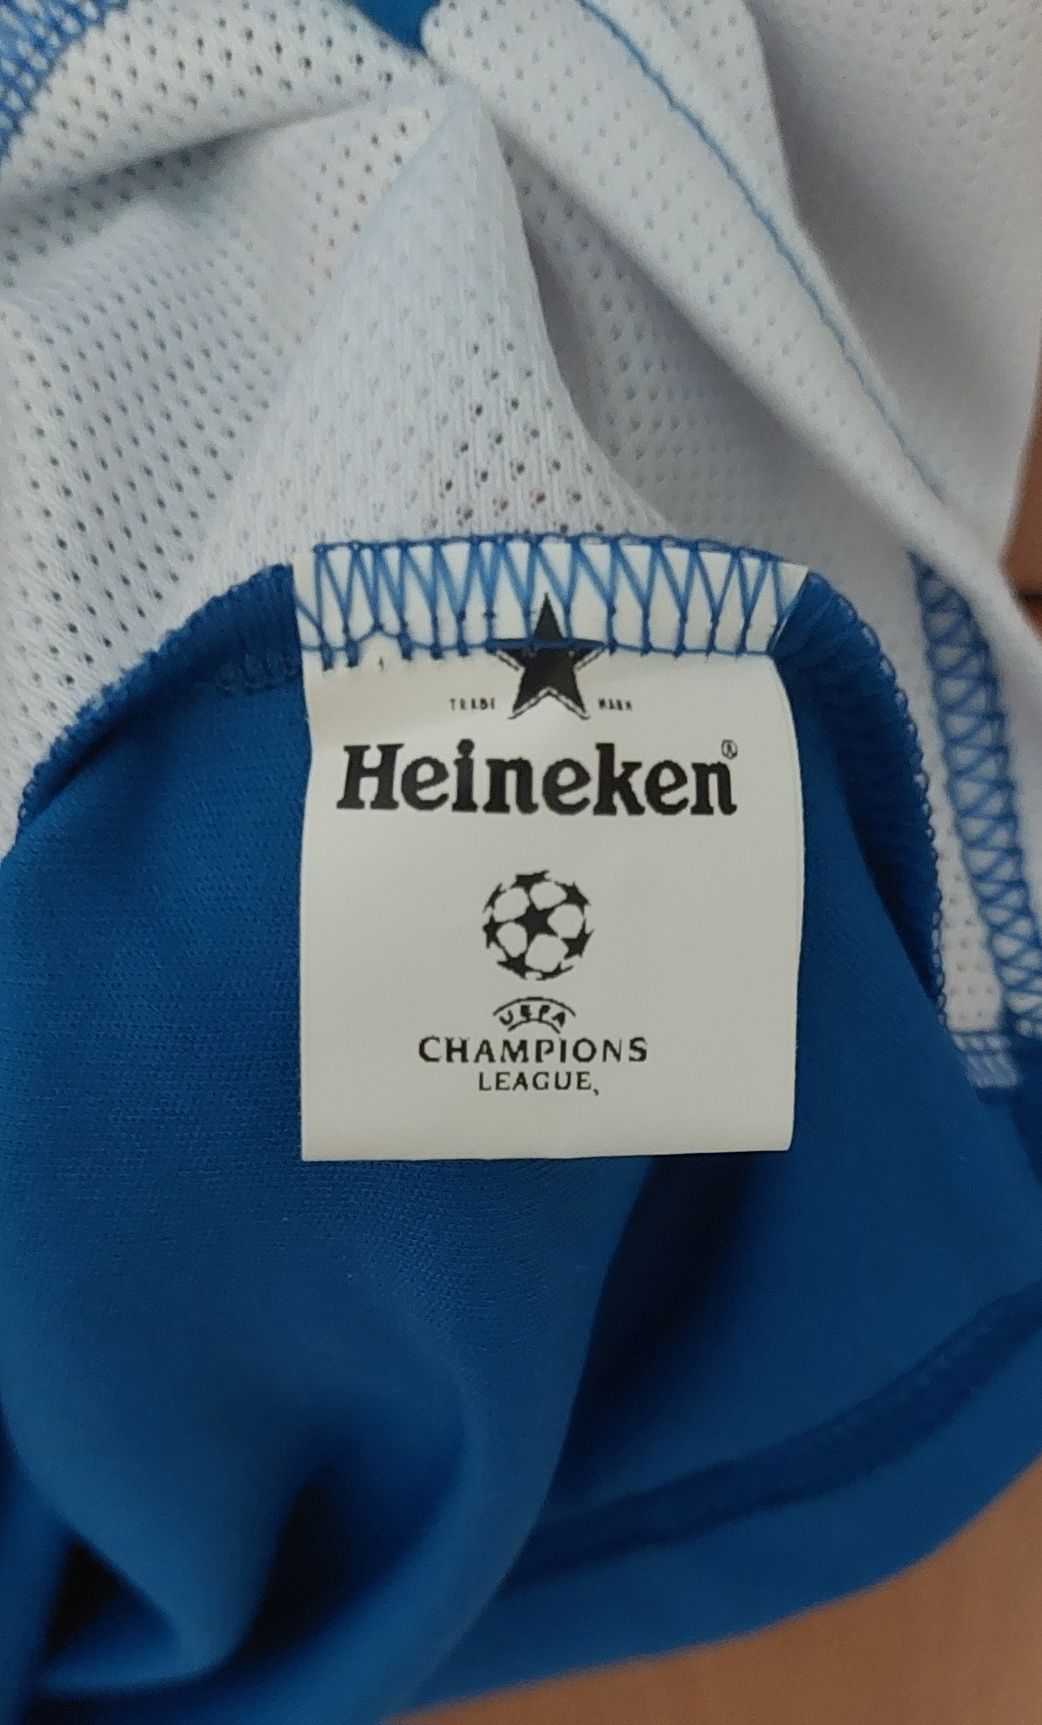 TRADE MARK
Heineken®
UEFA
CHAMPIONS
LEAGUE